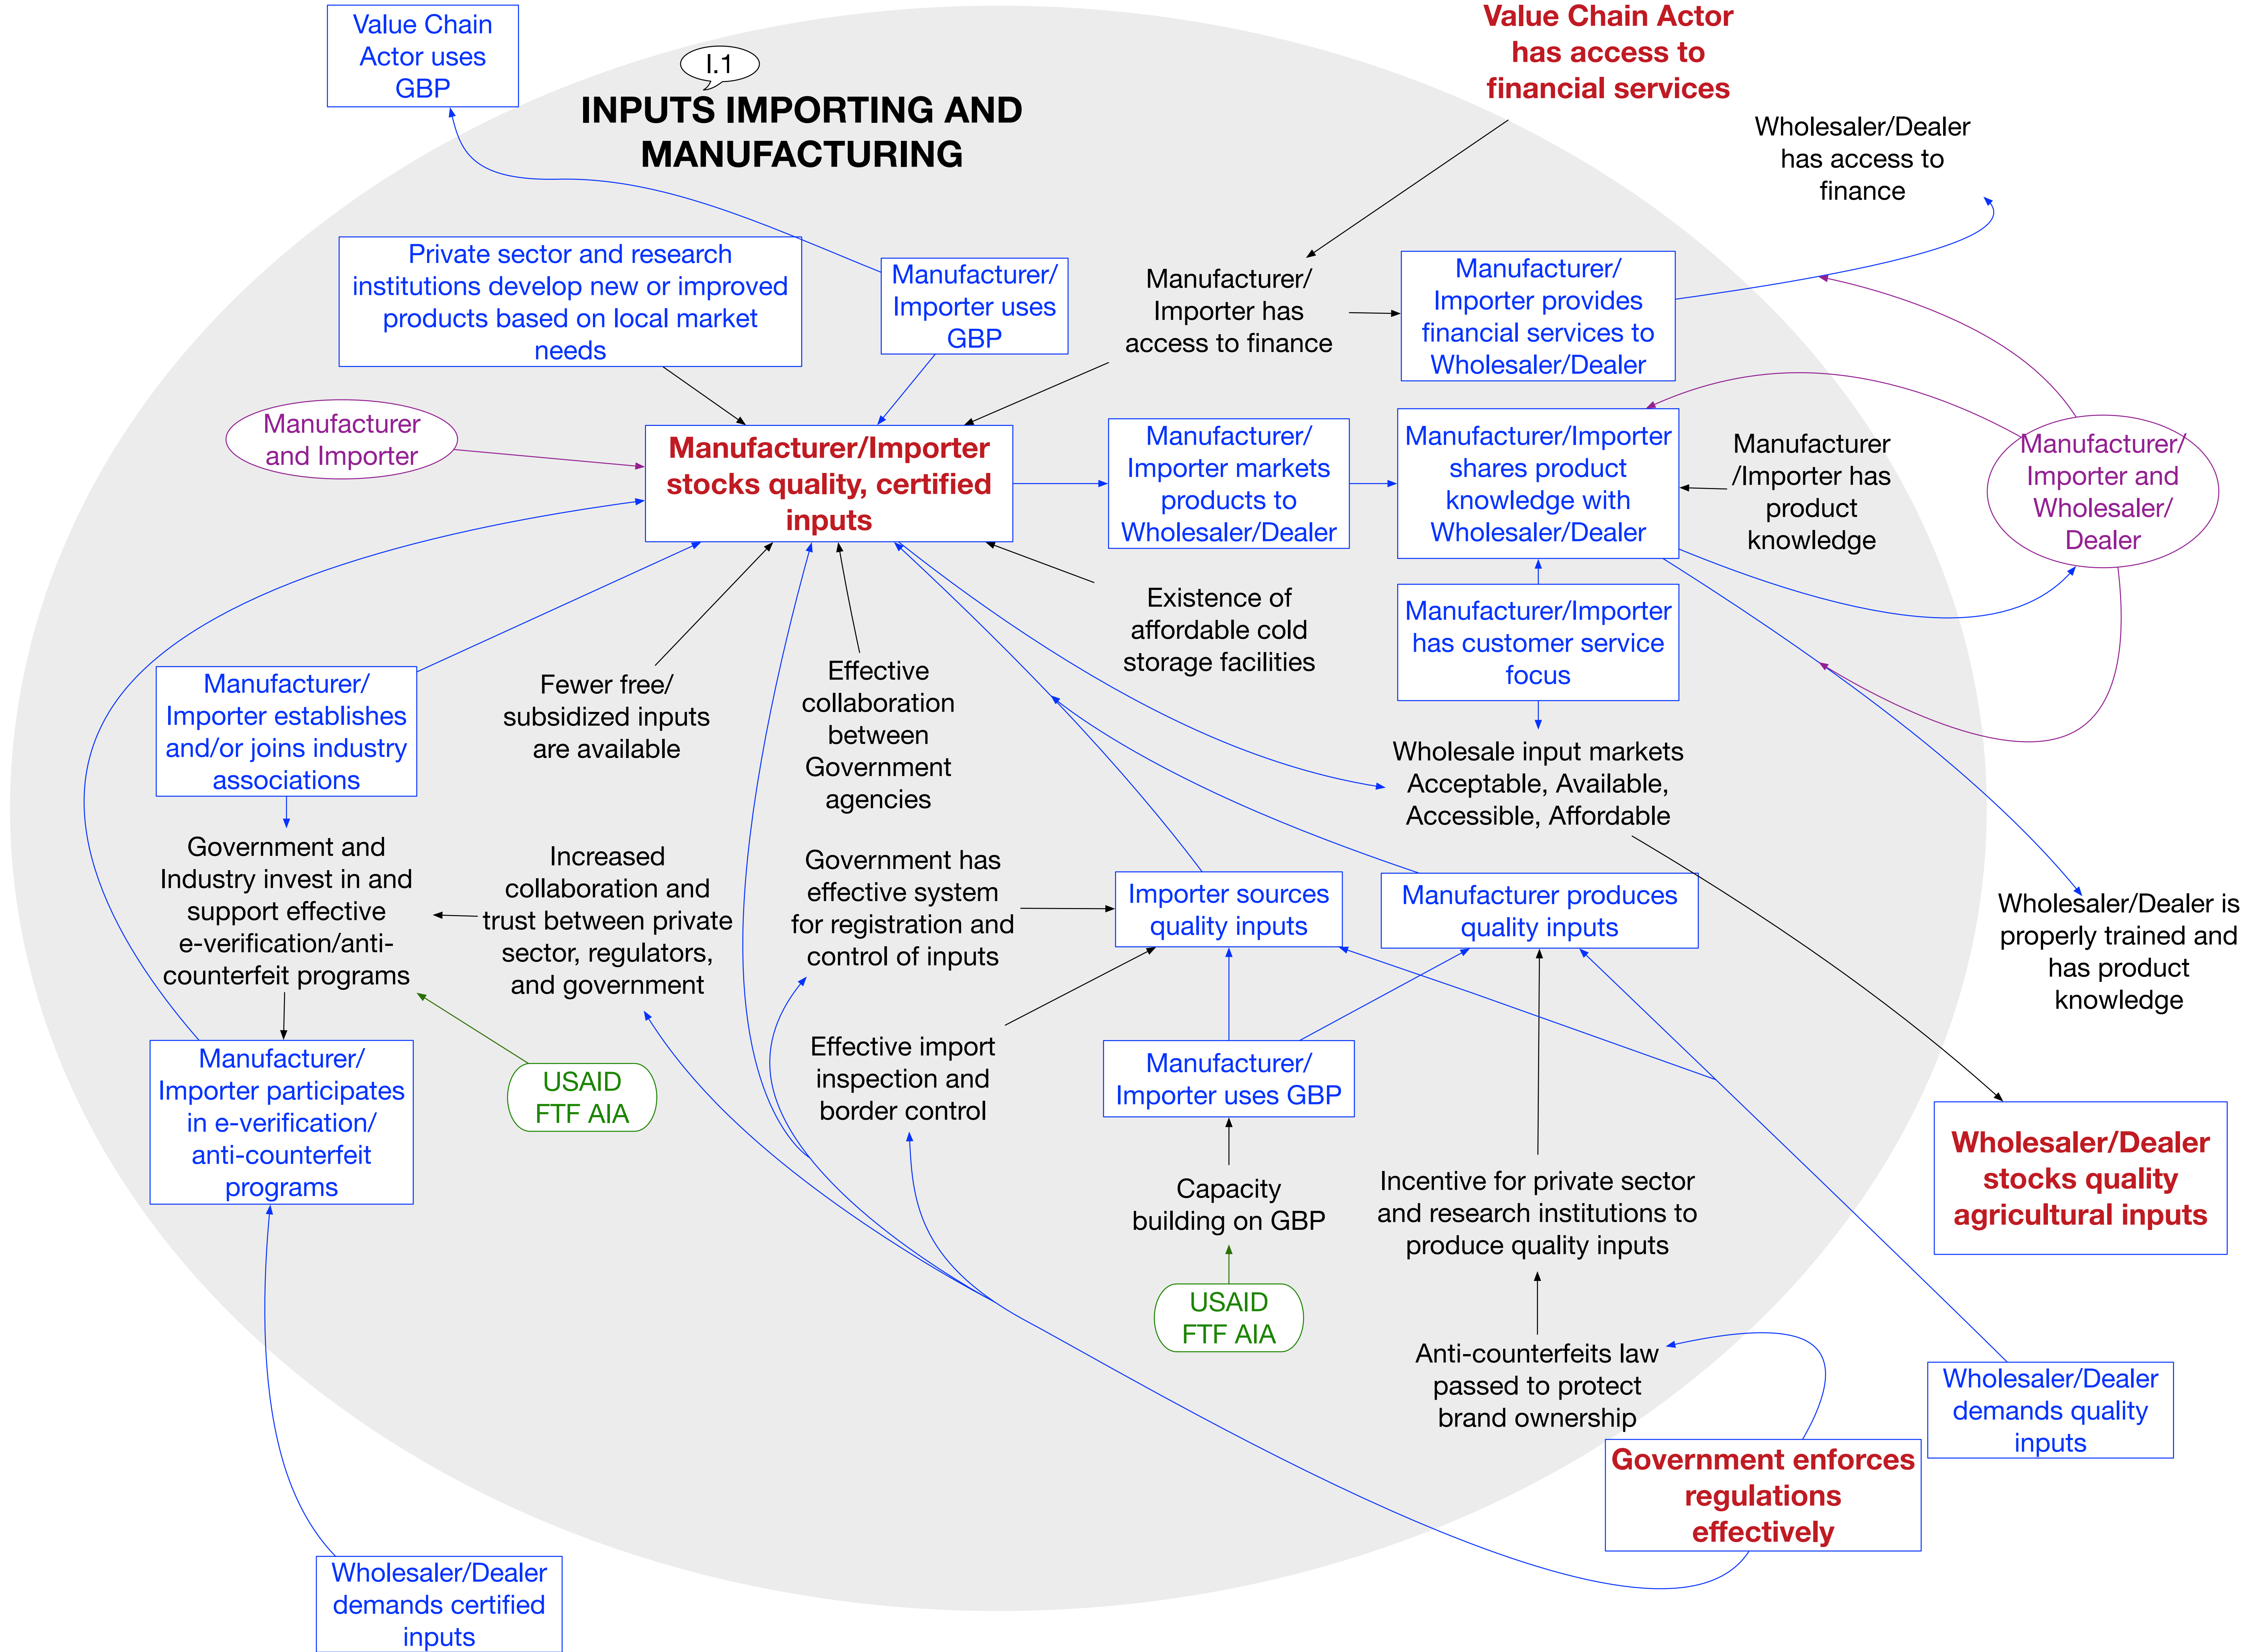 Value Chain
Actor uses
GBP
I.1
INPUTS IMPORTING AND
MANUFACTURING
Value Chain Actor
has access to
financial services
Wholesaler/Dealer
has access to
finance
Private sector and research
institutions develop new or improved
products based on local market
needs
Manufacturer/
Importer uses
GBP
Manufacturer/
Importer has
access to finance
Manufacturer/
Importer provides
financial services to
Wholesaler/Dealer
Manufacturer
and Importer
Manufacturer/Importer
stocks quality, certified
inputs
Manufacturer/
Importer markets
products to
Wholesaler/Dealer
Manufacturer/Importer
shares product
knowledge with
Wholesaler/Dealer
Manufacturer
/Importer has
product
knowledge
Manufacturer/
Importer and
Wholesaler/
Dealer
Existence of
affordable cold
storage facilities
Manufacturer/Importer
has customer service
focus
Manufacturer/
Importer establishes
and/or joins industry
associations
Fewer free/
subsidized inputs
are available
Effective
collaboration
between
Government
agencies
Wholesale input markets
Acceptable, Available,
Accessible, Affordable
Government and
Industry invest in and
support effective
e-verification/anti-
counterfeit programs
Increased
collaboration and
trust between private
sector, regulators,
and government
Government has
effective system
for registration and
control of inputs
Importer sources
quality inputs
Manufacturer produces
quality inputs
Wholesaler/Dealer is
properly trained and
has product
knowledge
Manufacturer/
Importer participates
in e-verification/
anti-counterfeit
programs
USAID
FTF AIA
Effective import
inspection and
border control
Manufacturer/
Importer uses GBP
Wholesaler/Dealer
stocks quality
agricultural inputs
Capacity
building on GBP
Incentive for private sector
and research institutions to
produce quality inputs
USAID
FTF AIA
Anti-counterfeits law
passed to protect
brand ownership
Wholesaler/Dealer
demands quality
inputs
Government enforces
regulations
effectively
Wholesaler/Dealer
demands certified
inputs